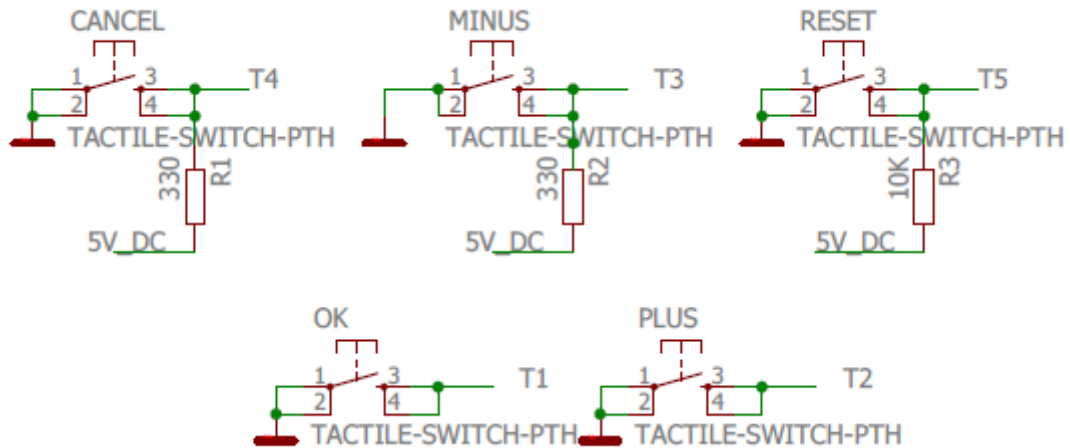 CANCEL MINUS RESET
1 3 T4 1 3 T3 1 3 T5
2 4 2 4 2 4
TACTILE-SWITCH-PTH TACTILE-SWITCH-PTH TACTILE-SWITCH-PTH
330 R1 330 R2 10K R3
5V_DC 5V_DC 5V_DC
OK PLUS
1 3 T1 1 3 T2
2 4 2 4
TACTILE-SWITCH-PTH TACTILE-SWITCH-PTH